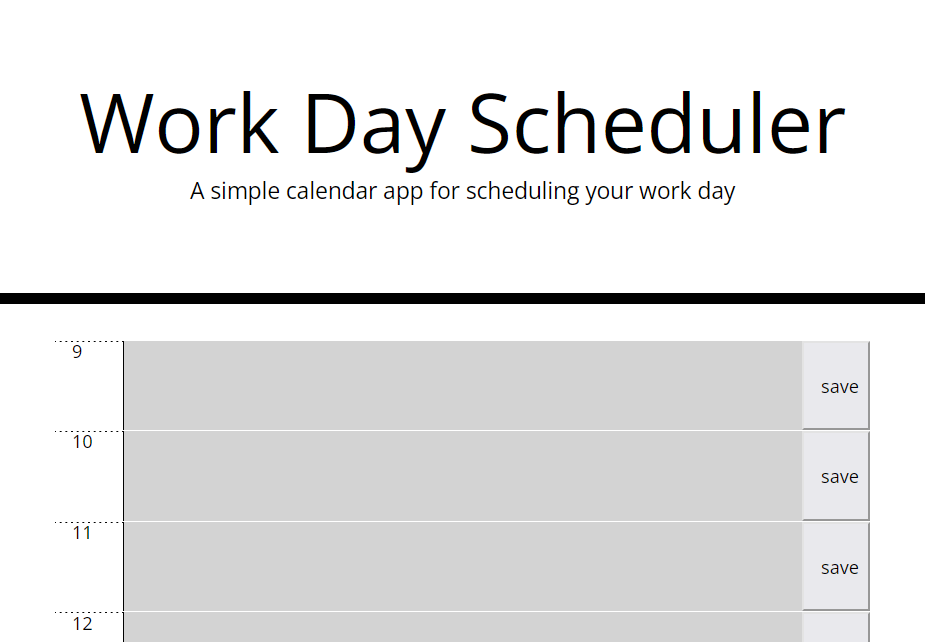 Work Day Scheduler
A simple calendar app for scheduling your work day
9
save
10
save
11
save
12